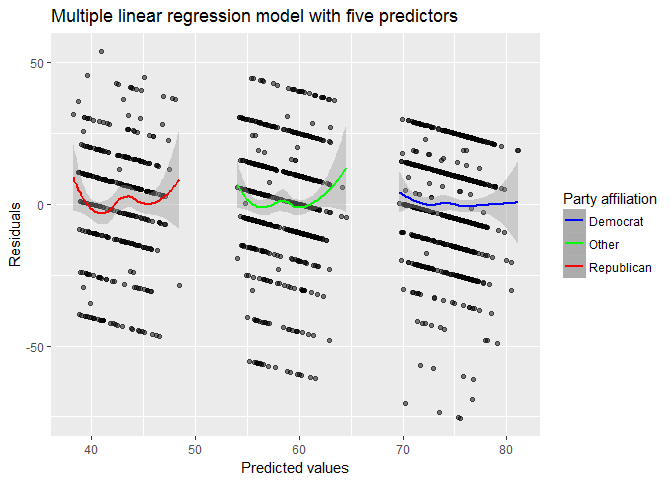 Multiple linear regression model with five predictors
50
0
-50
Residuals
40
50
60
70
80
Predicted values
Party affiliation
Democrat
Other
Republican